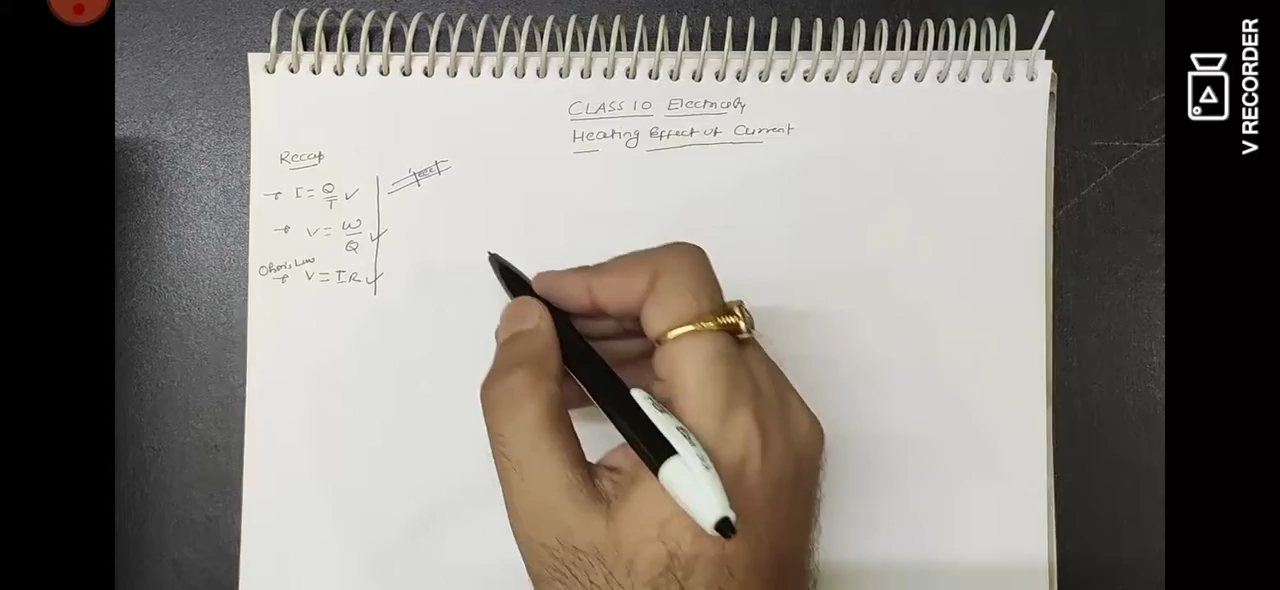 CLASS 10 Electricity
Heating Effect of Current
Recap
→ I = Q/T ✓
→ V = W/Q ✓
Ohm's Law
→ V = IR ✓
V RECORDER